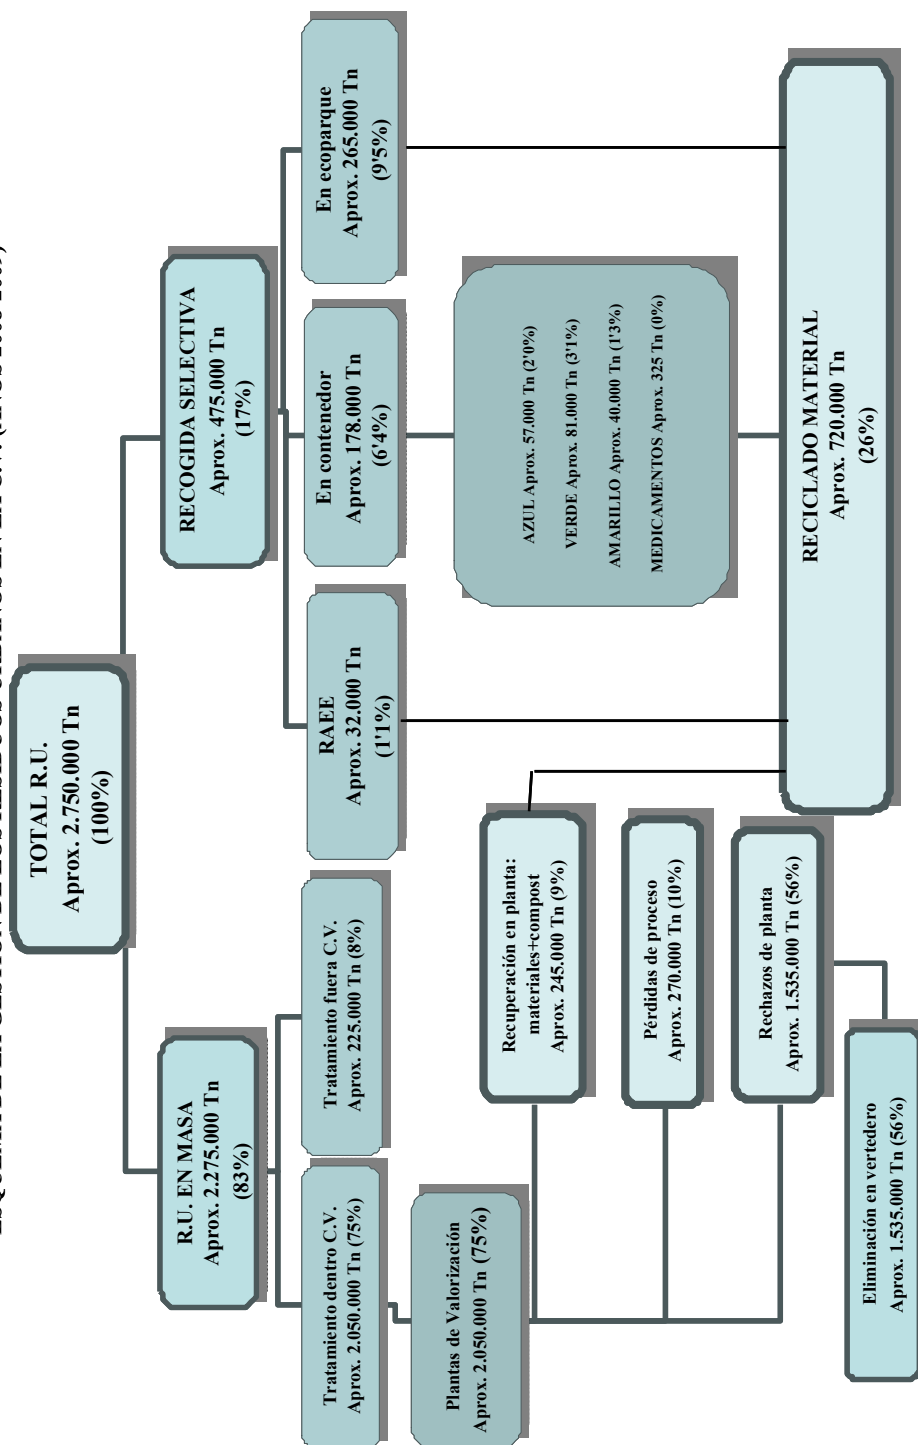 TOTAL R.U.
Aprox. 2.750.000 Tn
(100%)
R.U. EN MASA
Aprox. 2.275.000 Tn
(83%)
RECOGIDA SELECTIVA
Aprox. 475.000 Tn
(17%)
Tratamiento dentro C.V.
Aprox. 2.050.000 Tn (75%)
Tratamiento fuera C.V.
Aprox. 225.000 Tn (8%)
RAEE
Aprox. 32.000 Tn
(1'1%)
En contenedor
Aprox. 178.000 Tn
(6'4%)
En ecoparque
Aprox. 265.000 Tn
(9'5%)
Plantas de Valorización
Aprox. 2.050.000 Tn (75%)
AZUL Aprox. 57.000 Tn (2'0%)
VERDE Aprox. 81.000 Tn (3'1%)
AMARILLO Aprox. 40.000 Tn (1'3%)
MEDICAMENTOS Aprox. 325 Tn (0%)
Recuperación en planta:
materiales+compost
Aprox. 245.000 Tn (9%)
Pérdidas de proceso
Aprox. 270.000 Tn (10%)
Rechazos de planta
Aprox. 1.535.000 Tn (56%)
RECICLADO MATERIAL
Aprox. 720.000 Tn
(26%)
Eliminación en vertedero
Aprox. 1.535.000 Tn (56%)